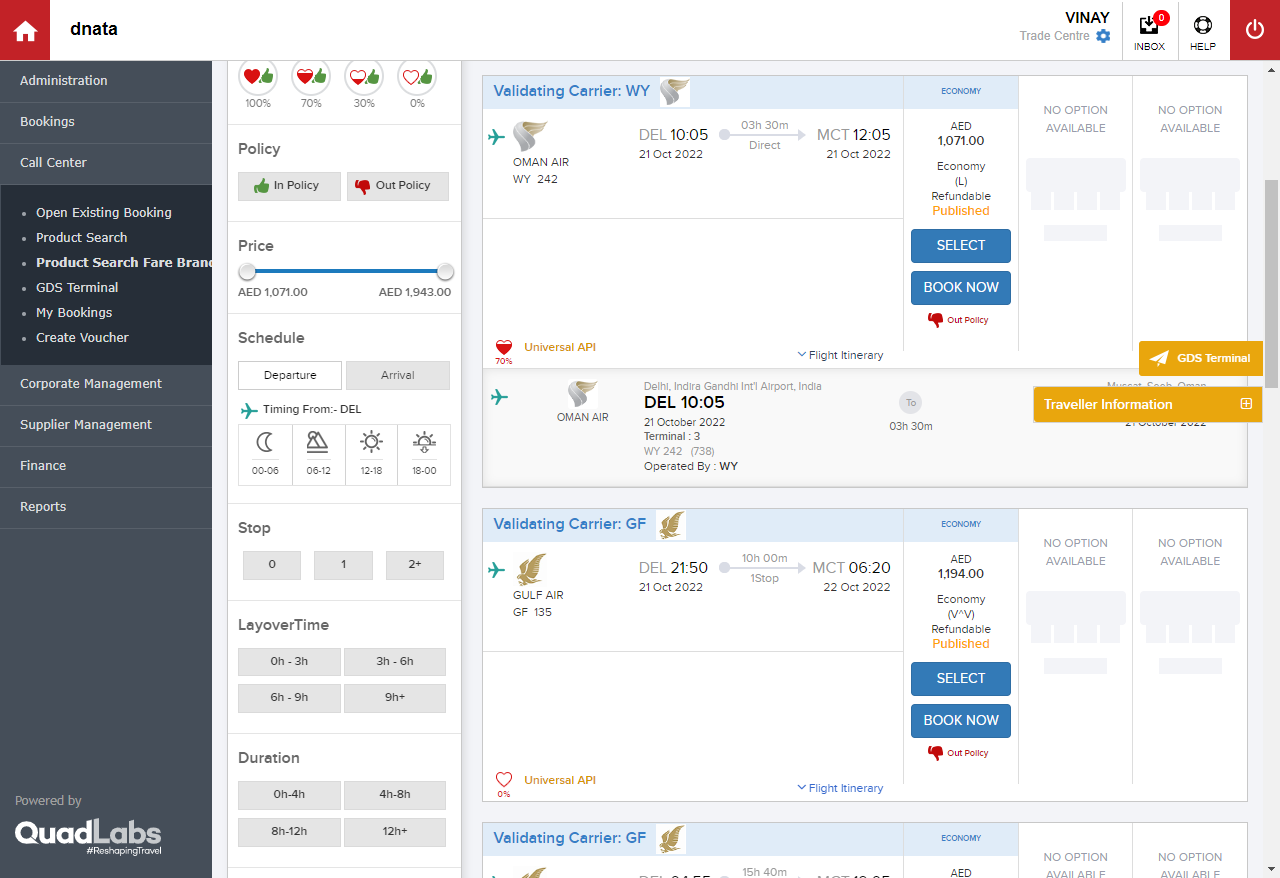 dnata
VINAY
Trade Centre
0
INBOX
HELP
Administration
Bookings
Call Center
Open Existing Booking
Product Search
Product Search Fare Bran
GDS Terminal
My Bookings
Create Voucher
Corporate Management
Supplier Management
Finance
Reports
Powered by
QuadLabs
#ReshapingTravel
100%
70%
30%
0%
Policy
In Policy
Out Policy
Price
AED 1,071.00
AED 1,943.00
Schedule
Departure
Arrival
Timing From:- DEL
00-06
06-12
12-18
18-00
Stop
0
1
2+
LayoverTime
0h - 3h
3h - 6h
6h - 9h
9h+
Duration
0h-4h
4h-8h
8h-12h
12h+
Validating Carrier: WY
ECONOMY
OMAN AIR
WY 242
DEL 10:05
21 Oct 2022
03h 30m
Direct
MCT 12:05
21 Oct 2022
AED
1,071.00
Economy
(L)
Refundable
Published
SELECT
BOOK NOW
Out Policy
NO OPTION
AVAILABLE
NO OPTION
AVAILABLE
70%
Universal API
Flight Itinerary
GDS Terminal
Traveller Information
OMAN AIR
Delhi, Indira Gandhi Int'l Airport, India
DEL 10:05
21 October 2022
Terminal : 3
WY 242 (738)
Operated By : WY
To
03h 30m
Muscat, Seeb, Oman
21 October 2022
Validating Carrier: GF
ECONOMY
GULF AIR
GF 135
DEL 21:50
21 Oct 2022
10h 00m
1Stop
MCT 06:20
22 Oct 2022
AED
1,194.00
Economy
(V^V)
Refundable
Published
SELECT
BOOK NOW
Out Policy
NO OPTION
AVAILABLE
NO OPTION
AVAILABLE
0%
Universal API
Flight Itinerary
Validating Carrier: GF
ECONOMY
15h 40m
AED
NO OPTION
AVAILABLE
NO OPTION
AVAILABLE